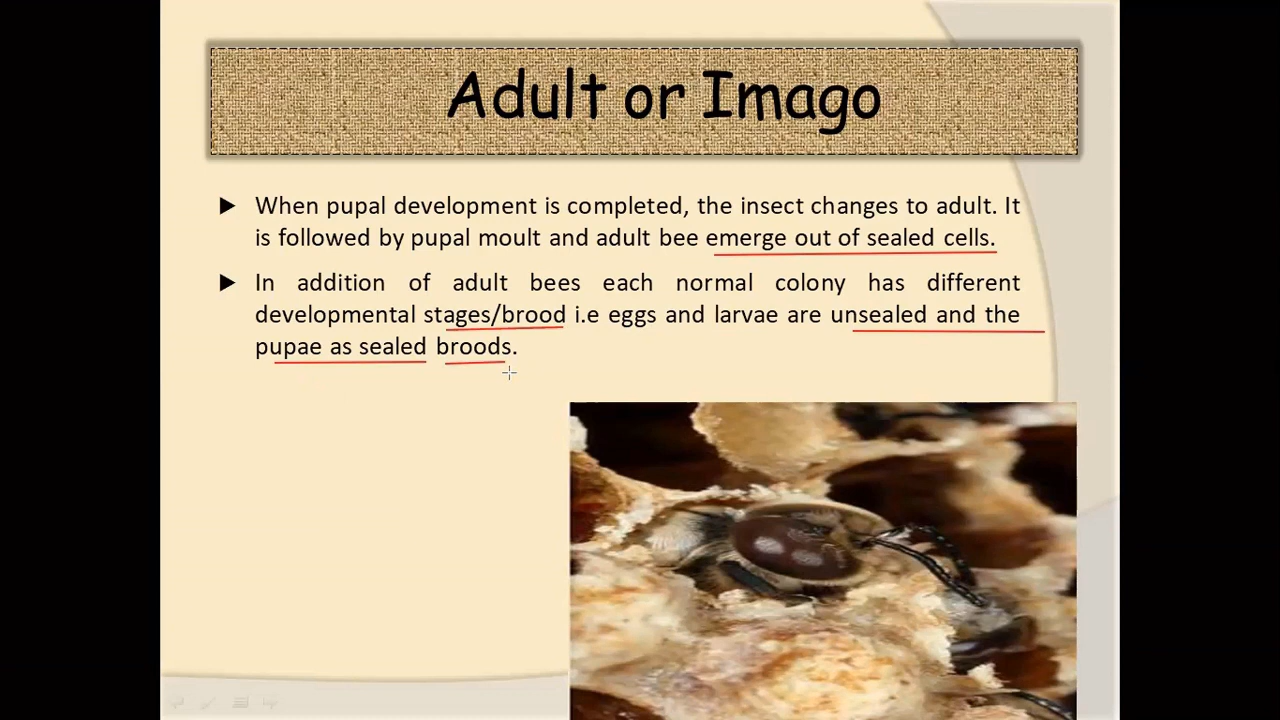 Adult or Imago
When pupal development is completed, the insect changes to adult. It
is followed by pupal moult and adult bee emerge out of sealed cells.
In addition of adult bees each normal colony has different
developmental stages/brood i.e eggs and larvae are unsealed and the
pupae as sealed broods.